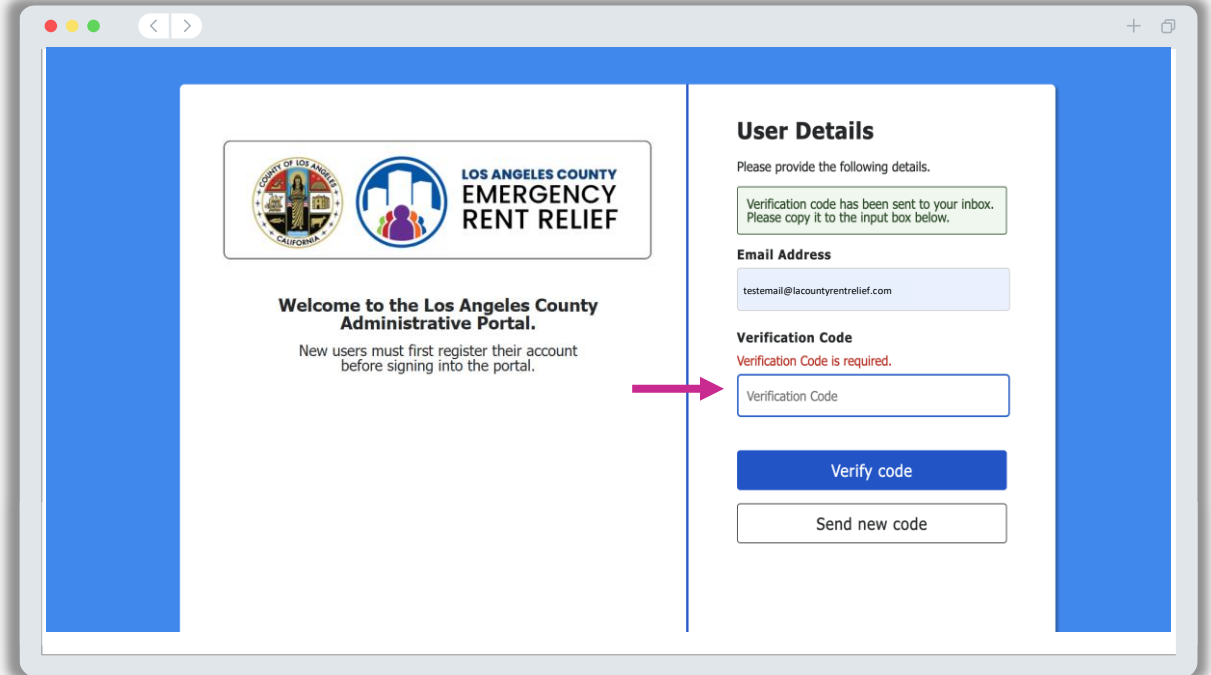 COUNTY OF LOS ANGELES
CALIFORNIA
LOS ANGELES COUNTY
EMERGENCY
RENT RELIEF
Welcome to the Los Angeles County
Administrative Portal.
New users must first register their account
before signing into the portal.
User Details
Please provide the following details.
Verification code has been sent to your inbox.
Please copy it to the input box below.
Email Address
testemail@lacountyrentrelief.com
Verification Code
Verification Code is required.
Verification Code
Verify code
Send new code